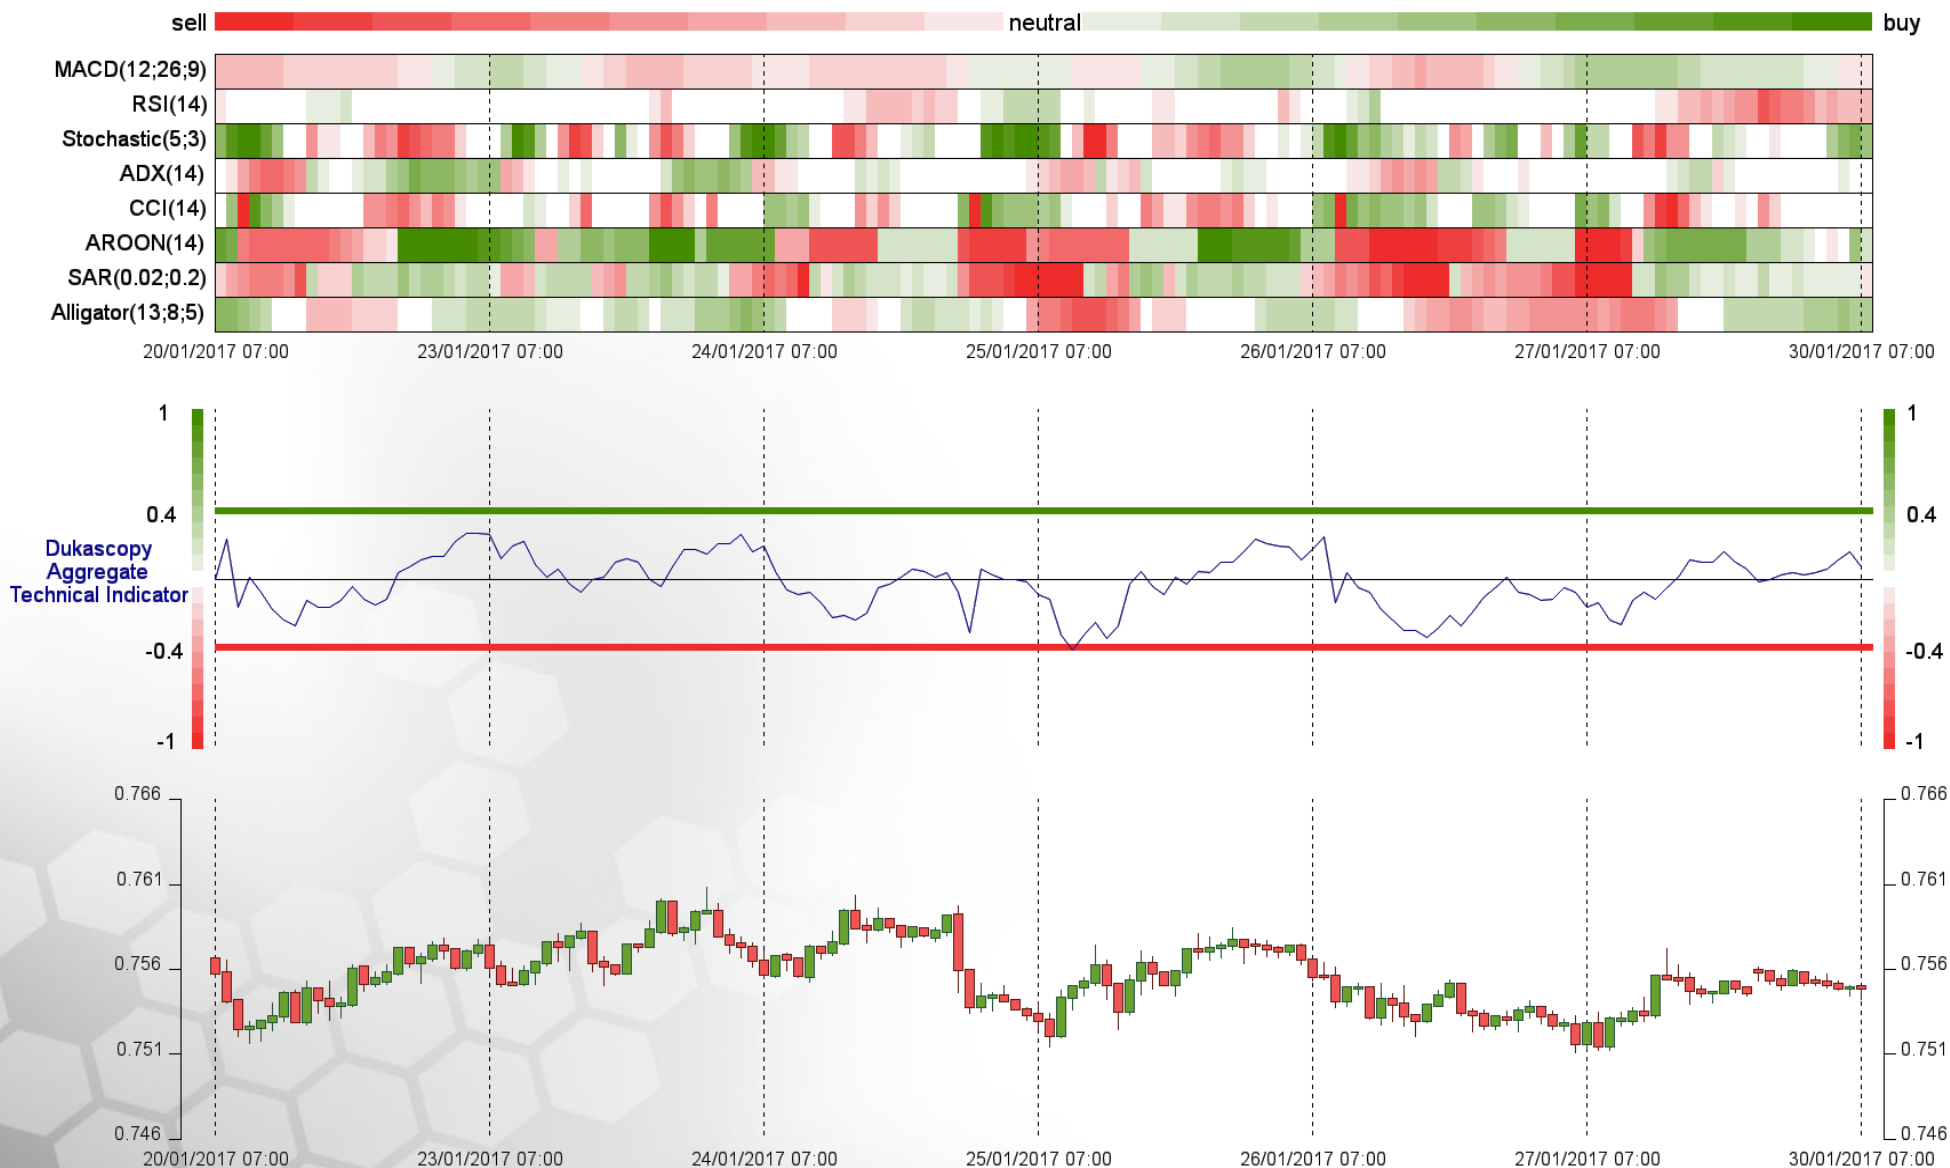 sell neutral buy
MACD(12;26;9)
RSI(14)
Stochastic(5;3)
ADX(14)
CCI(14)
AROON(14)
SAR(0.02;0.2)
Alligator(13;8;5)
20/01/2017 07:00 23/01/2017 07:00 24/01/2017 07:00 25/01/2017 07:00 26/01/2017 07:00 27/01/2017 07:00 30/01/2017 07:00
1 1
0.4 0.4
Dukascopy
Aggregate
Technical Indicator
-0.4 -0.4
-1 -1
0.766 0.766
0.761 0.761
0.756 0.756
0.751 0.751
0.746 0.746
20/01/2017 07:00 23/01/2017 07:00 24/01/2017 07:00 25/01/2017 07:00 26/01/2017 07:00 27/01/2017 07:00 30/01/2017 07:00